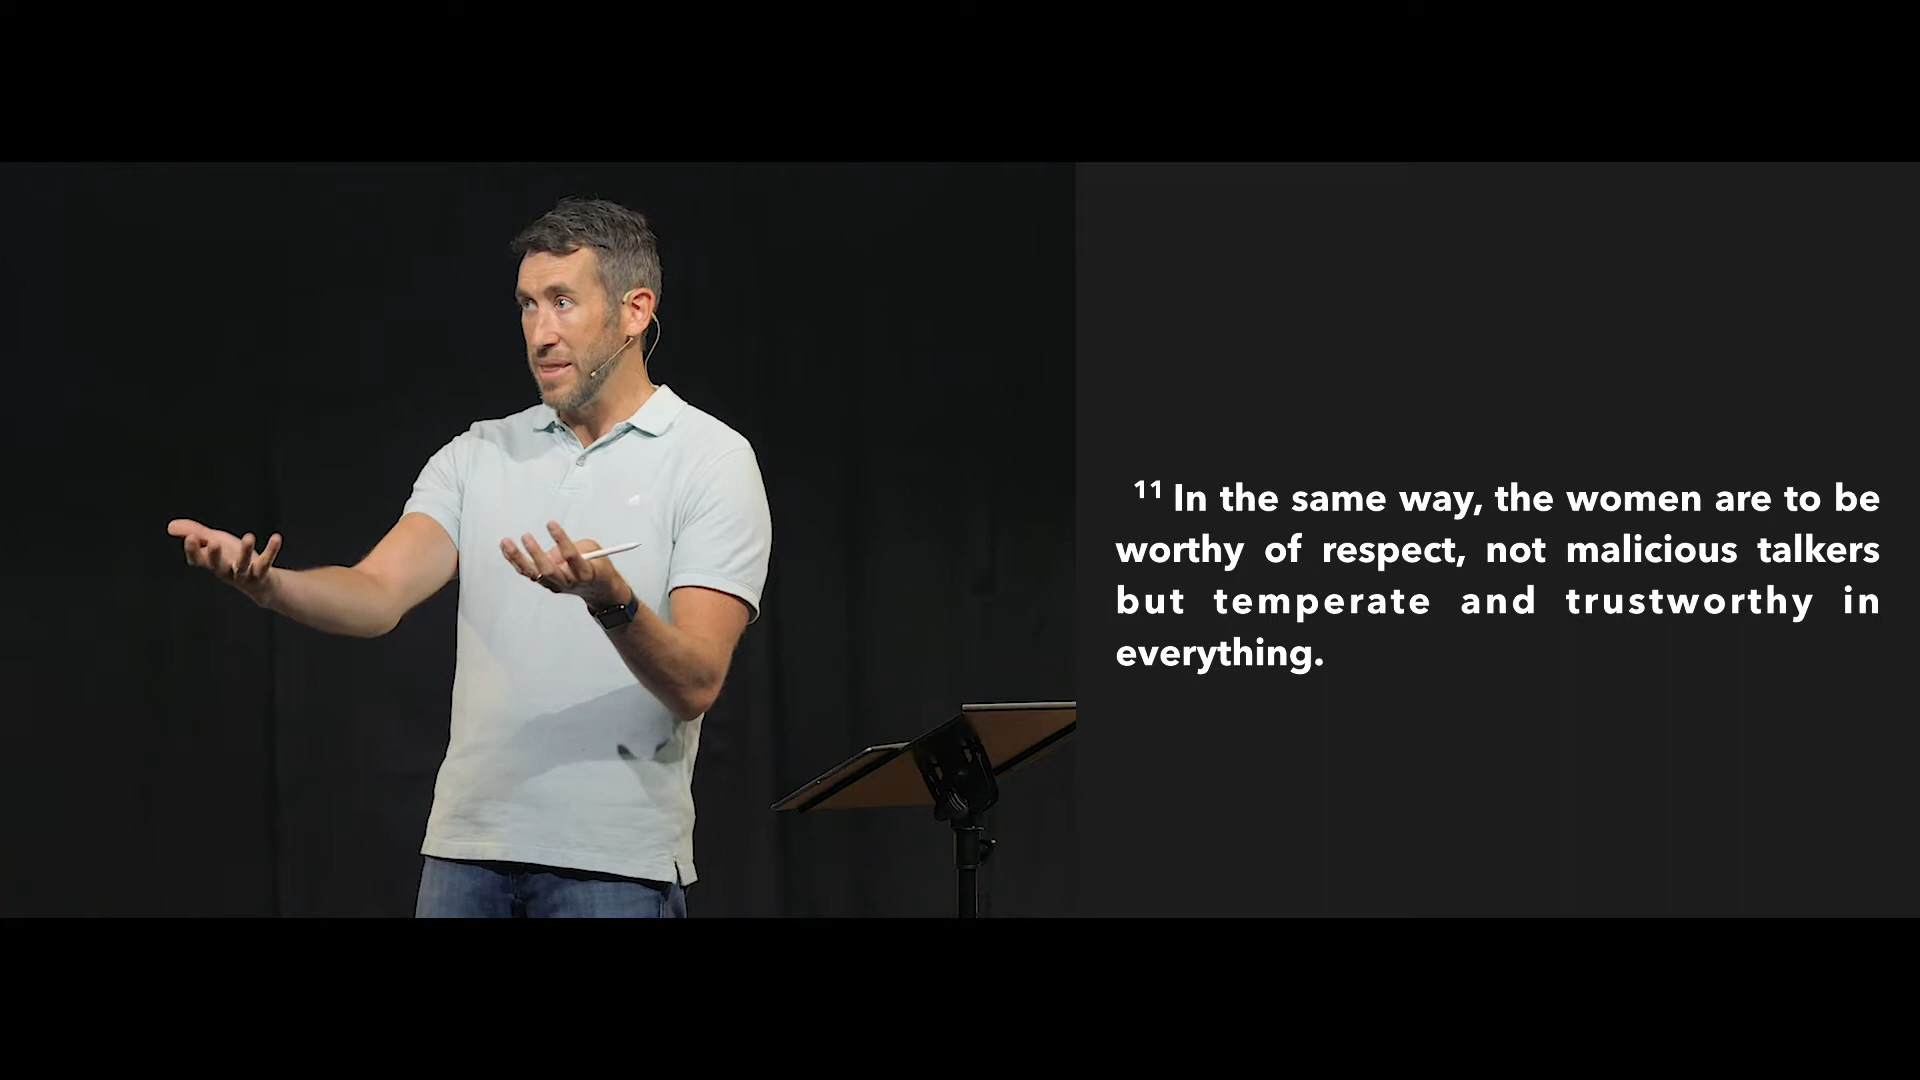 11 In the same way, the women are to be
worthy of respect, not malicious talkers
but temperate and trustworthy in
everything.